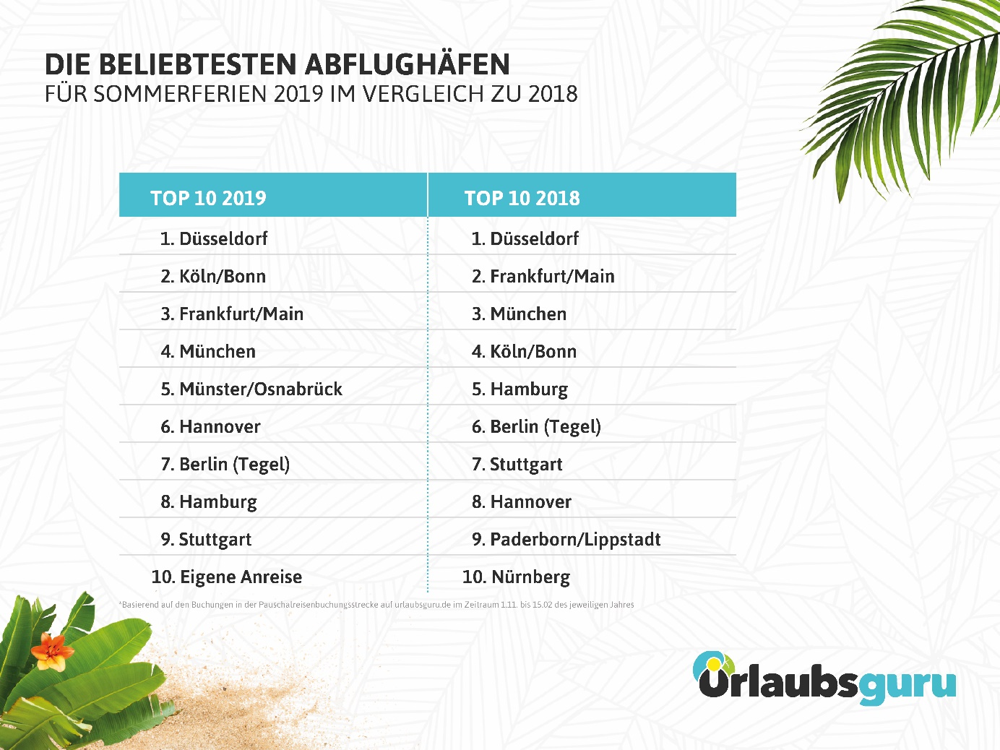 DIE BELIEBTESTEN ABFLUGHÄFEN
FÜR SOMMERFERIEN 2019 IM VERGLEICH ZU 2018
TOP 10 2019
1. Düsseldorf
2. Köln/Bonn
3. Frankfurt/Main
4. München
5. Münster/Osnabrück
6. Hannover
7. Berlin (Tegel)
8. Hamburg
9. Stuttgart
10. Eigene Anreise
TOP 10 2018
1. Düsseldorf
2. Frankfurt/Main
3. München
4. Köln/Bonn
5. Hamburg
6. Berlin (Tegel)
7. Stuttgart
8. Hannover
9. Paderborn/Lippstadt
10. Nürnberg
*Basierend auf den Buchungen in der Pauschalreisenbuchungsstrecke auf urlaubsguru.de im Zeitraum 1.11. bis 15.02 des jeweiligen Jahres
Urlaubsguru